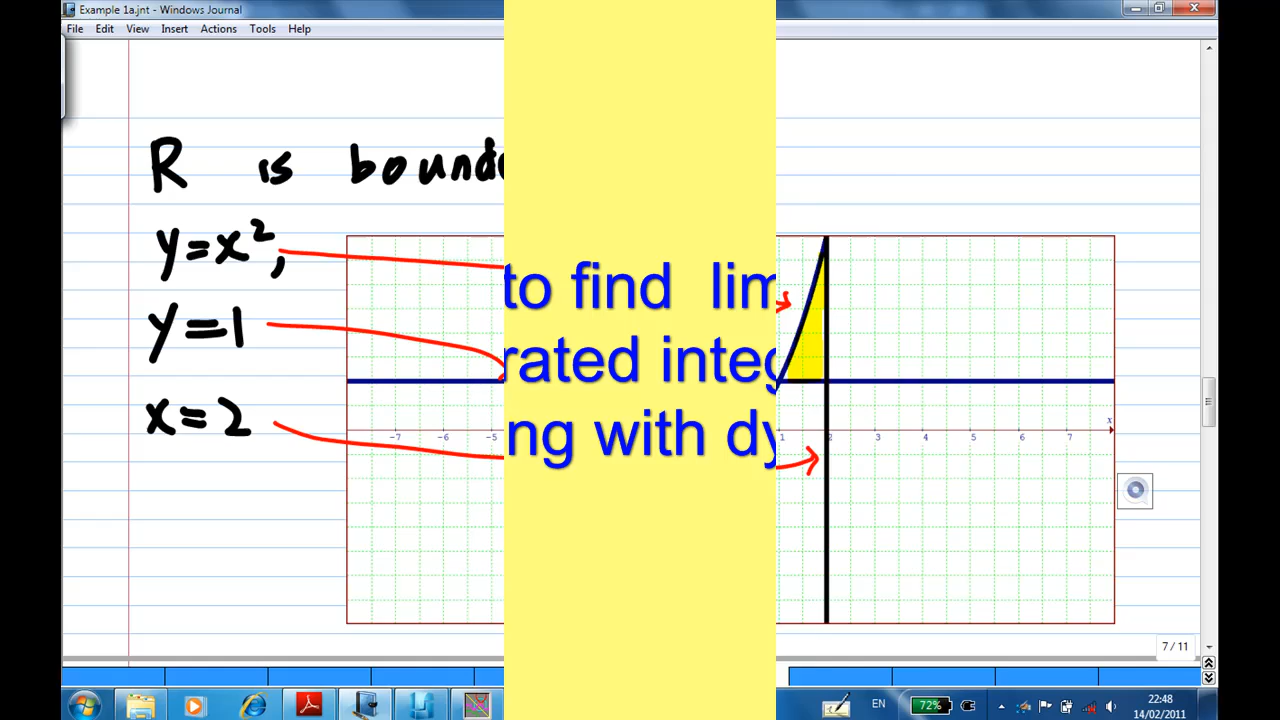 Example 1a.jnt - Windows Journal
File Edit View Insert Actions Tools Help
R is bound
y=x²,
y=1
x=2
to find lim
rated integ
ng with dy
x
-7 -5 1 2 3 4 5 6 7
7 / 11
EN
72%
22:48
14/02/2011